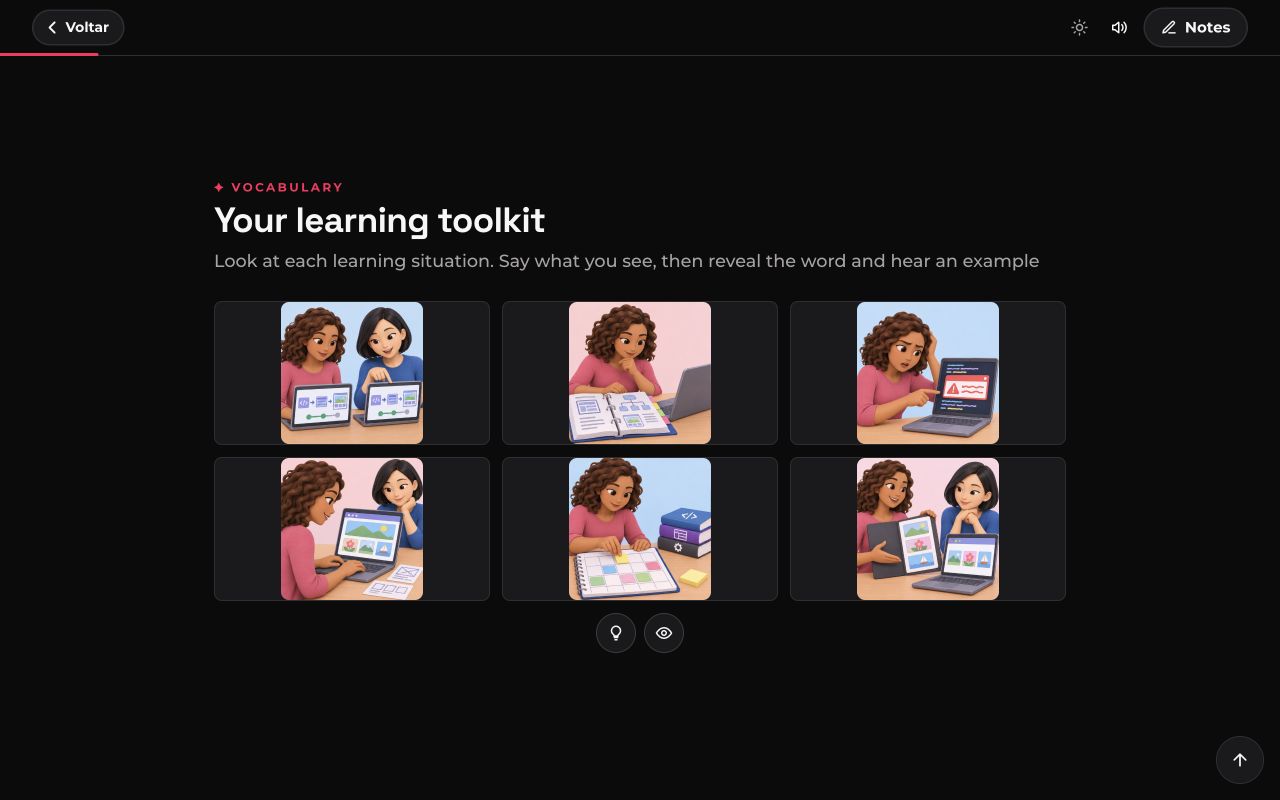 Voltar
Notes
VOCABULARY
Your learning toolkit
Look at each learning situation. Say what you see, then reveal the word and hear an example